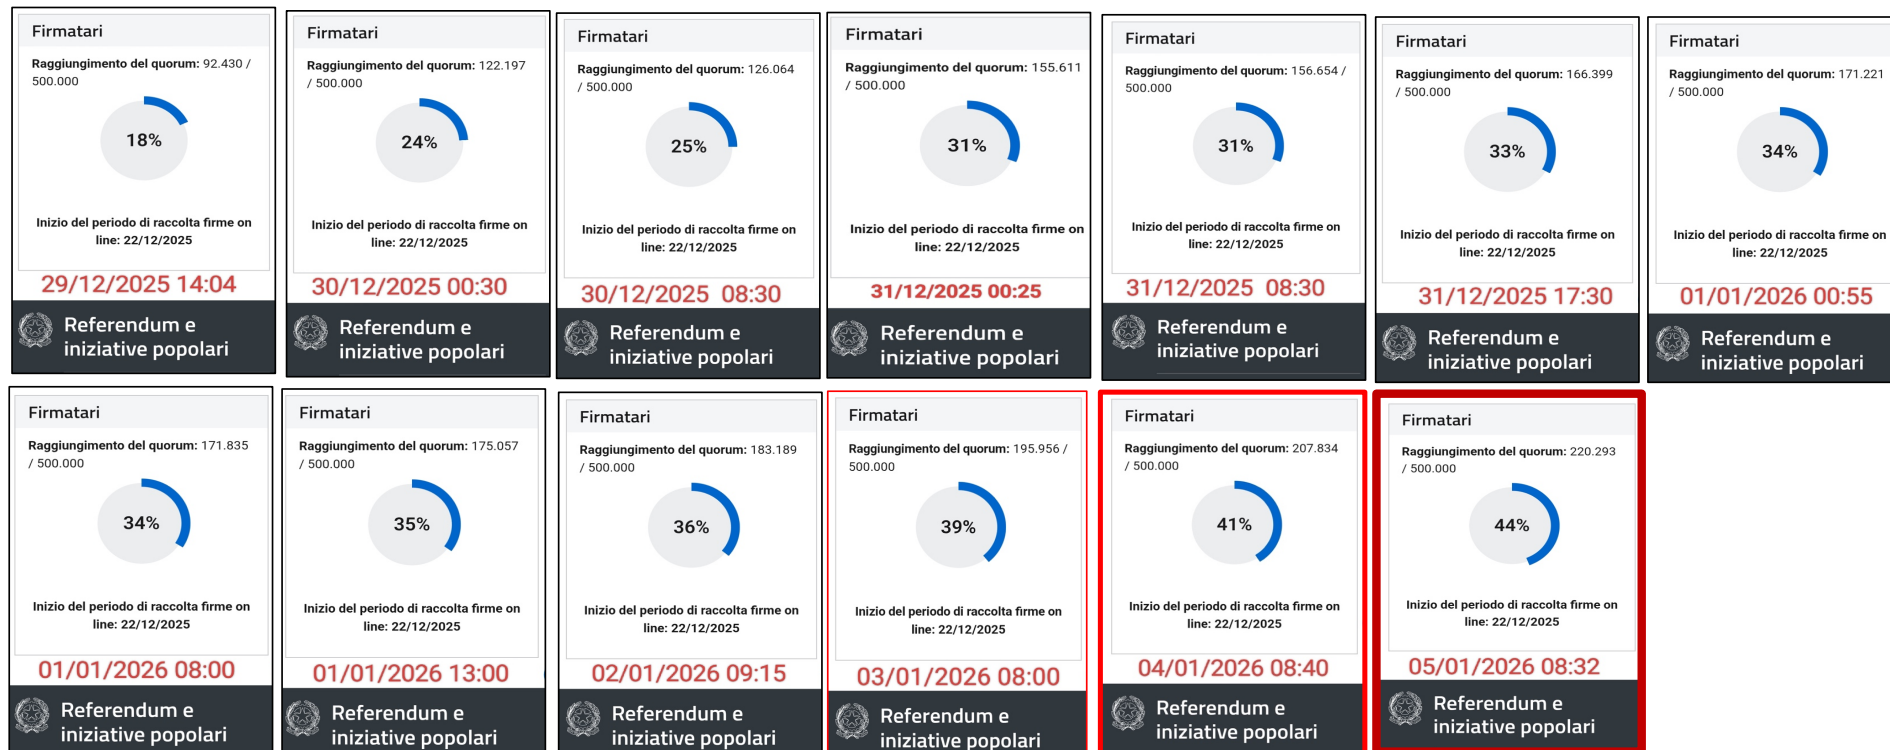 Firmatari
Raggiungimento del quorum: 92.430 /
500.000
18%
Inizio del periodo di raccolta firme on
line: 22/12/2025
29/12/2025 14:04
Referendum e
iniziative popolari
Firmatari
Raggiungimento del quorum: 122.197
/ 500.000
24%
Inizio del periodo di raccolta firme on
line: 22/12/2025
30/12/2025 00:30
Referendum e
iniziative popolari
Firmatari
Raggiungimento del quorum: 126.064
/ 500.000
25%
Inizio del periodo di raccolta firme on
line: 22/12/2025
30/12/2025 08:30
Referendum e
iniziative popolari
Firmatari
Raggiungimento del quorum: 155.611
/ 500.000
31%
Inizio del periodo di raccolta firme on
line: 22/12/2025
31/12/2025 00:25
Referendum e
iniziative popolari
Firmatari
Raggiungimento del quorum: 156.654 /
500.000
31%
Inizio del periodo di raccolta firme on
line: 22/12/2025
31/12/2025 08:30
Referendum e
iniziative popolari
Firmatari
Raggiungimento del quorum: 166.399
/ 500.000
33%
Inizio del periodo di raccolta firme on
line: 22/12/2025
31/12/2025 17:30
Referendum e
iniziative popolari
Firmatari
Raggiungimento del quorum: 171.221
/ 500.000
34%
Inizio del periodo di raccolta firme on
line: 22/12/2025
01/01/2026 00:55
Referendum e
iniziative popolari
Firmatari
Raggiungimento del quorum: 171.835
/ 500.000
34%
Inizio del periodo di raccolta firme on
line: 22/12/2025
01/01/2026 08:00
Referendum e
iniziative popolari
Firmatari
Raggiungimento del quorum: 175.057
/ 500.000
35%
Inizio del periodo di raccolta firme on
line: 22/12/2025
01/01/2026 13:00
Referendum e
iniziative popolari
Firmatari
Raggiungimento del quorum: 183.189
/ 500.000
36%
Inizio del periodo di raccolta firme on
line: 22/12/2025
02/01/2026 09:15
Referendum e
iniziative popolari
Firmatari
Raggiungimento del quorum: 195.956 /
500.000
39%
Inizio del periodo di raccolta firme on
line: 22/12/2025
03/01/2026 08:00
Referendum e
iniziative popolari
Firmatari
Raggiungimento del quorum: 207.834
/ 500.000
41%
Inizio del periodo di raccolta firme on
line: 22/12/2025
04/01/2026 08:40
Referendum e
iniziative popolari
Firmatari
Raggiungimento del quorum: 220.293
/ 500.000
44%
Inizio del periodo di raccolta firme on
line: 22/12/2025
05/01/2026 08:32
Referendum e
iniziative popolari